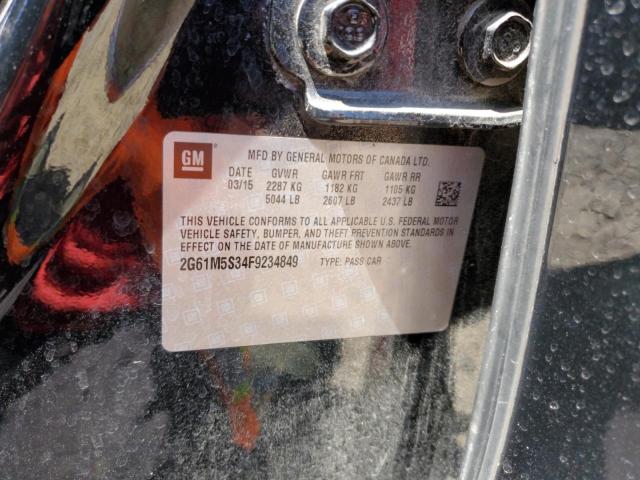 GM
MFD BY GENERAL MOTORS OF CANADA LTD.
DATE GVWR GAWR FRT GAWR RR
03/15 2287 KG 1182 KG 1105 KG
5044 LB 2607 LB 2437 LB
THIS VEHICLE CONFORMS TO ALL APPLICABLE U.S. FEDERAL MOTOR
VEHICLE SAFETY, BUMPER, AND THEFT PREVENTION STANDARDS IN
EFFECT ON THE DATE OF MANUFACTURE SHOWN ABOVE.
2G61M5S34F9234849 TYPE: PASS CAR